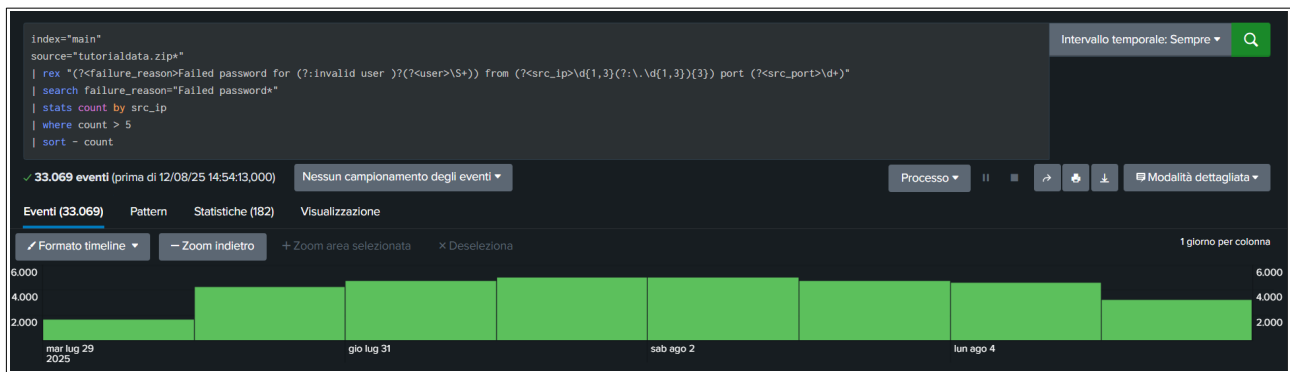 index="main"
source="tutorialdata.zip*"
| rex "(?<failure_reason>Failed password for (?:invalid user )?(?<user>\S+)) from (?<src_ip>\d{1,3}(?:\.\d{1,3}){3}) port (?<src_port>\d+)"
| search failure_reason="Failed password*"
| stats count by src_ip
| where count > 5
| sort - count
Intervallo temporale: Sempre
33.069 eventi (prima di 12/08/25 14:54:13,000)
Nessun campionamento degli eventi
Processo
Modalità dettagliata
Eventi (33.069) Pattern Statistiche (182) Visualizzazione
Formato timeline — Zoom indietro + Zoom area selezionata × Deseleziona
1 giorno per colonna
6.000 6.000
4.000 4.000
2.000 2.000
mar lug 29 gio lug 31 sab ago 2 lun ago 4
2025